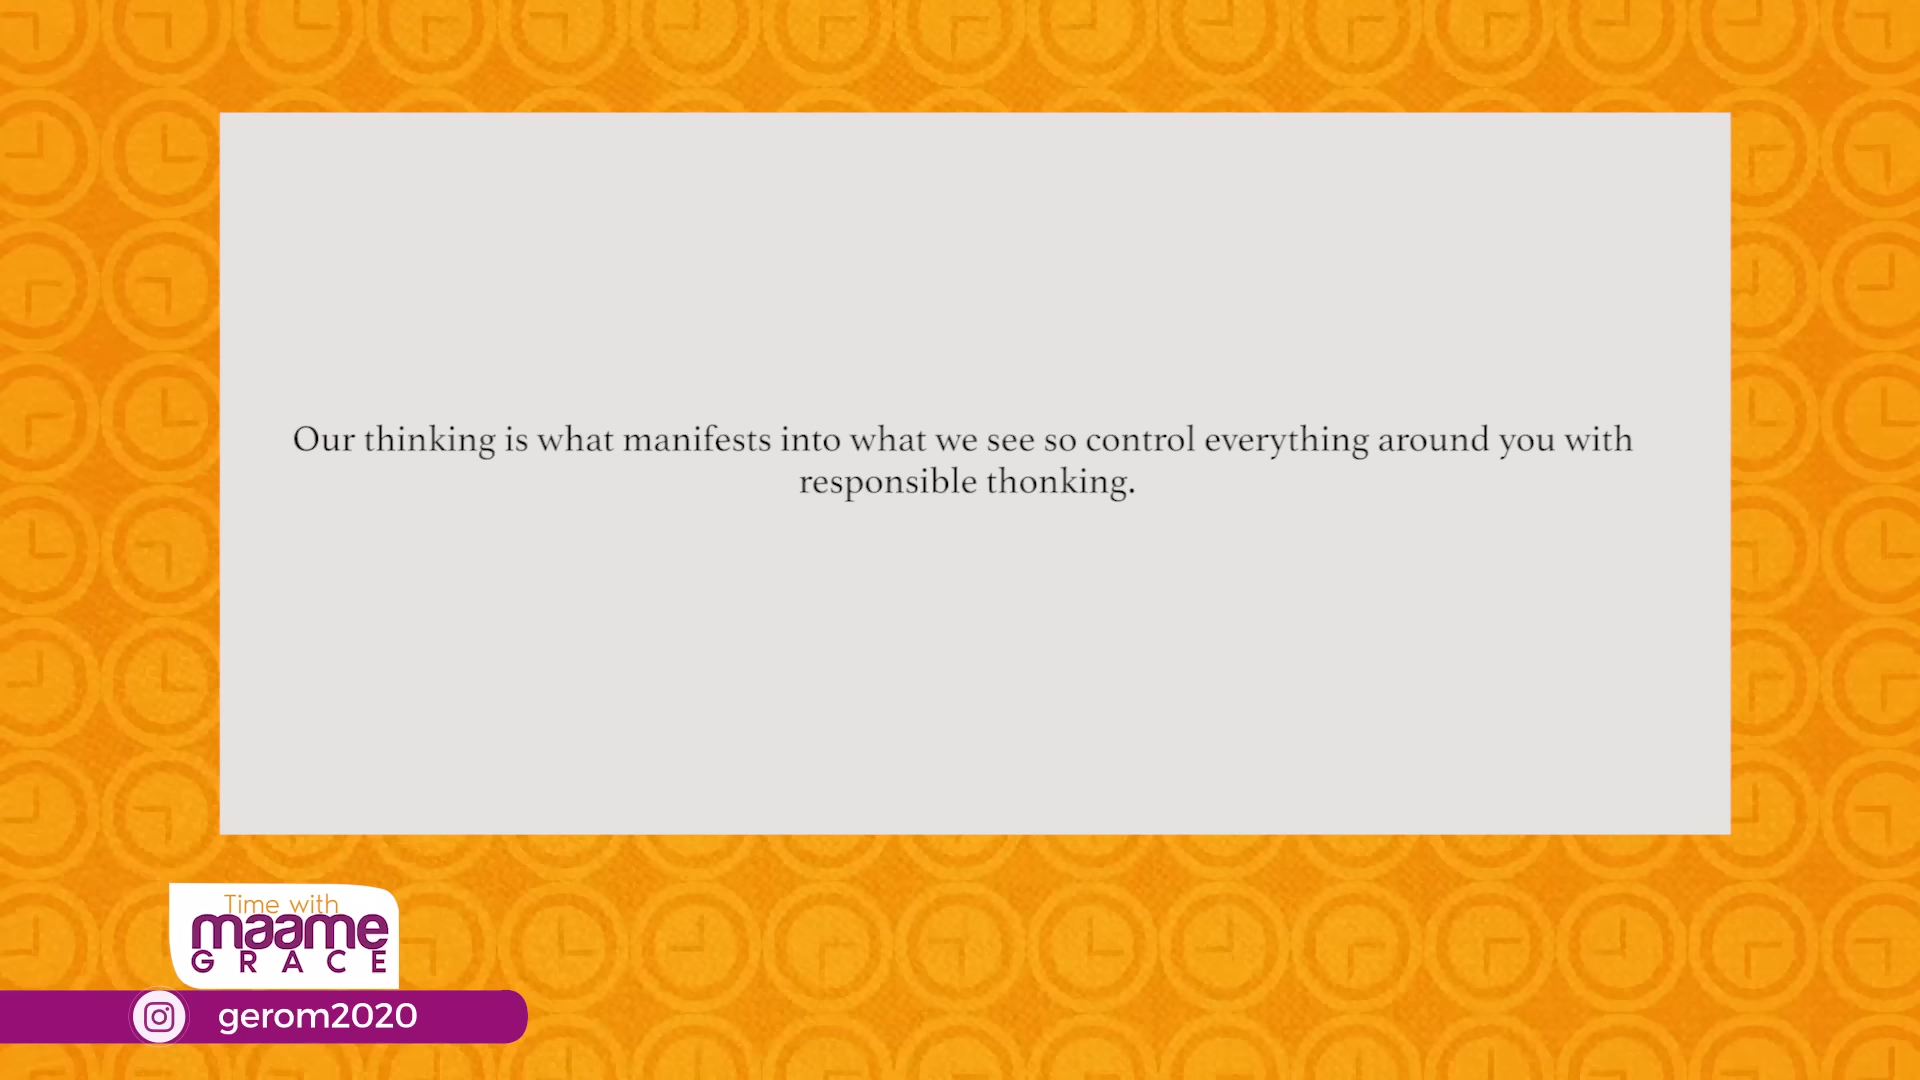 Our thinking is what manifests into what we see so control everything around you with
responsible thonking.
Time with
maame
GRACE
gerom2020